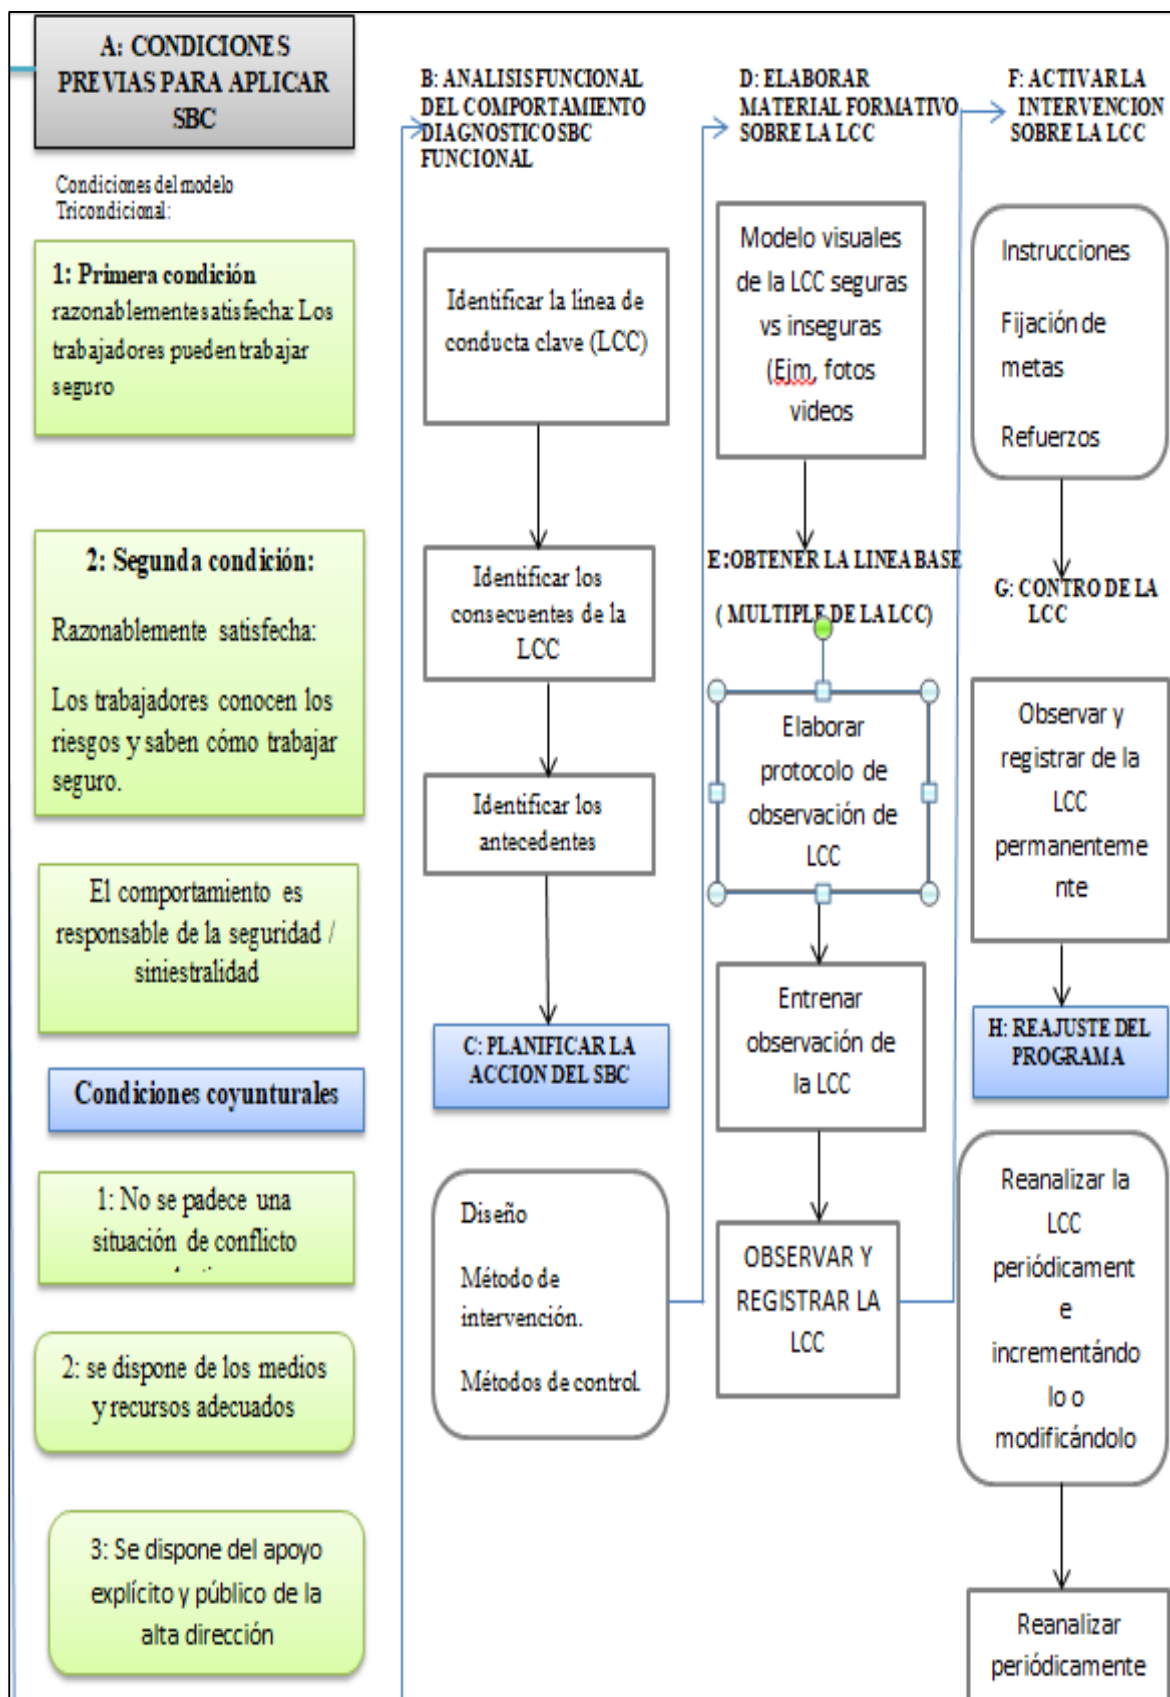 A: CONDICIONES
PREVIAS PARA APLICAR
SBC
Condiciones del modelo
Tricondicional:
1: Primera condición
razonablemente satisfecha: Los
trabajadores pueden trabajar
seguro
2: Segunda condición:
Razonablemente satisfecha:
Los trabajadores conocen los
riesgos y saben cómo trabajar
seguro.
El comportamiento es
responsable de la seguridad /
siniestralidad
Condiciones coyunturales
1: No se padece una
situación de conflicto
2: se dispone de los medios
y recursos adecuados
3: Se dispone del apoyo
explícito y público de la
alta dirección
B: ANALISIS FUNCIONAL
DEL COMPORTAMIENTO
DIAGNOSTICO SBC
FUNCIONAL
Identificar la línea de
conducta clave (LCC)
Identificar los
consecuentes de la
LCC
Identificar los
antecedentes
C: PLANIFICAR LA
ACCION DEL SBC
Diseño
Método de
intervención.
Métodos de control.
D: ELABORAR
MATERIAL FORMATIVO
SOBRE LA LCC
Modelo visuales
de la LCC seguras
vs inseguras
(Ejm, fotos
videos
E:OBTENER LA LINEA BASE
( MULTIPLE DE LA LCC)
Elaborar
protocolo de
observación de
LCC
Entrenar
observación de
la LCC
OBSERVAR Y
REGISTRAR LA
LCC
F: ACTIVAR LA
INTERVENCION
SOBRE LA LCC
Instrucciones
Fijación de
metas
Refuerzos
G: CONTRO DE LA
LCC
Observar y
registrar de la
LCC
permanenteme
nte
H: REAJUSTE DEL
PROGRAMA
Reanalizar la
LCC
periódicament
e
incrementándo
lo o
modificándolo
Reanalizar
periódicamente